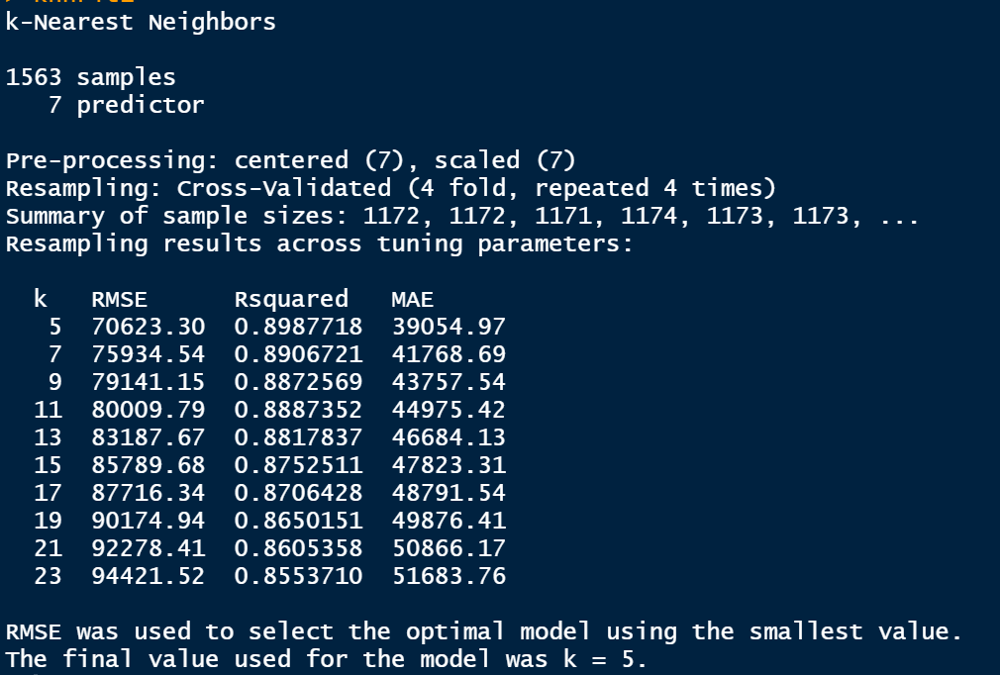 k-Nearest Neighbors
1563 samples
7 predictor
Pre-processing: centered (7), scaled (7)
Resampling: Cross-Validated (4 fold, repeated 4 times)
Summary of sample sizes: 1172, 1172, 1171, 1174, 1173, 1173, ...
Resampling results across tuning parameters:
k RMSE Rsquared MAE
5 70623.30 0.8987718 39054.97
7 75934.54 0.8906721 41768.69
9 79141.15 0.8872569 43757.54
11 80009.79 0.8887352 44975.42
13 83187.67 0.8817837 46684.13
15 85789.68 0.8752511 47823.31
17 87716.34 0.8706428 48791.54
19 90174.94 0.8650151 49876.41
21 92278.41 0.8605358 50866.17
23 94421.52 0.8553710 51683.76
RMSE was used to select the optimal model using the smallest value.
The final value used for the model was k = 5.